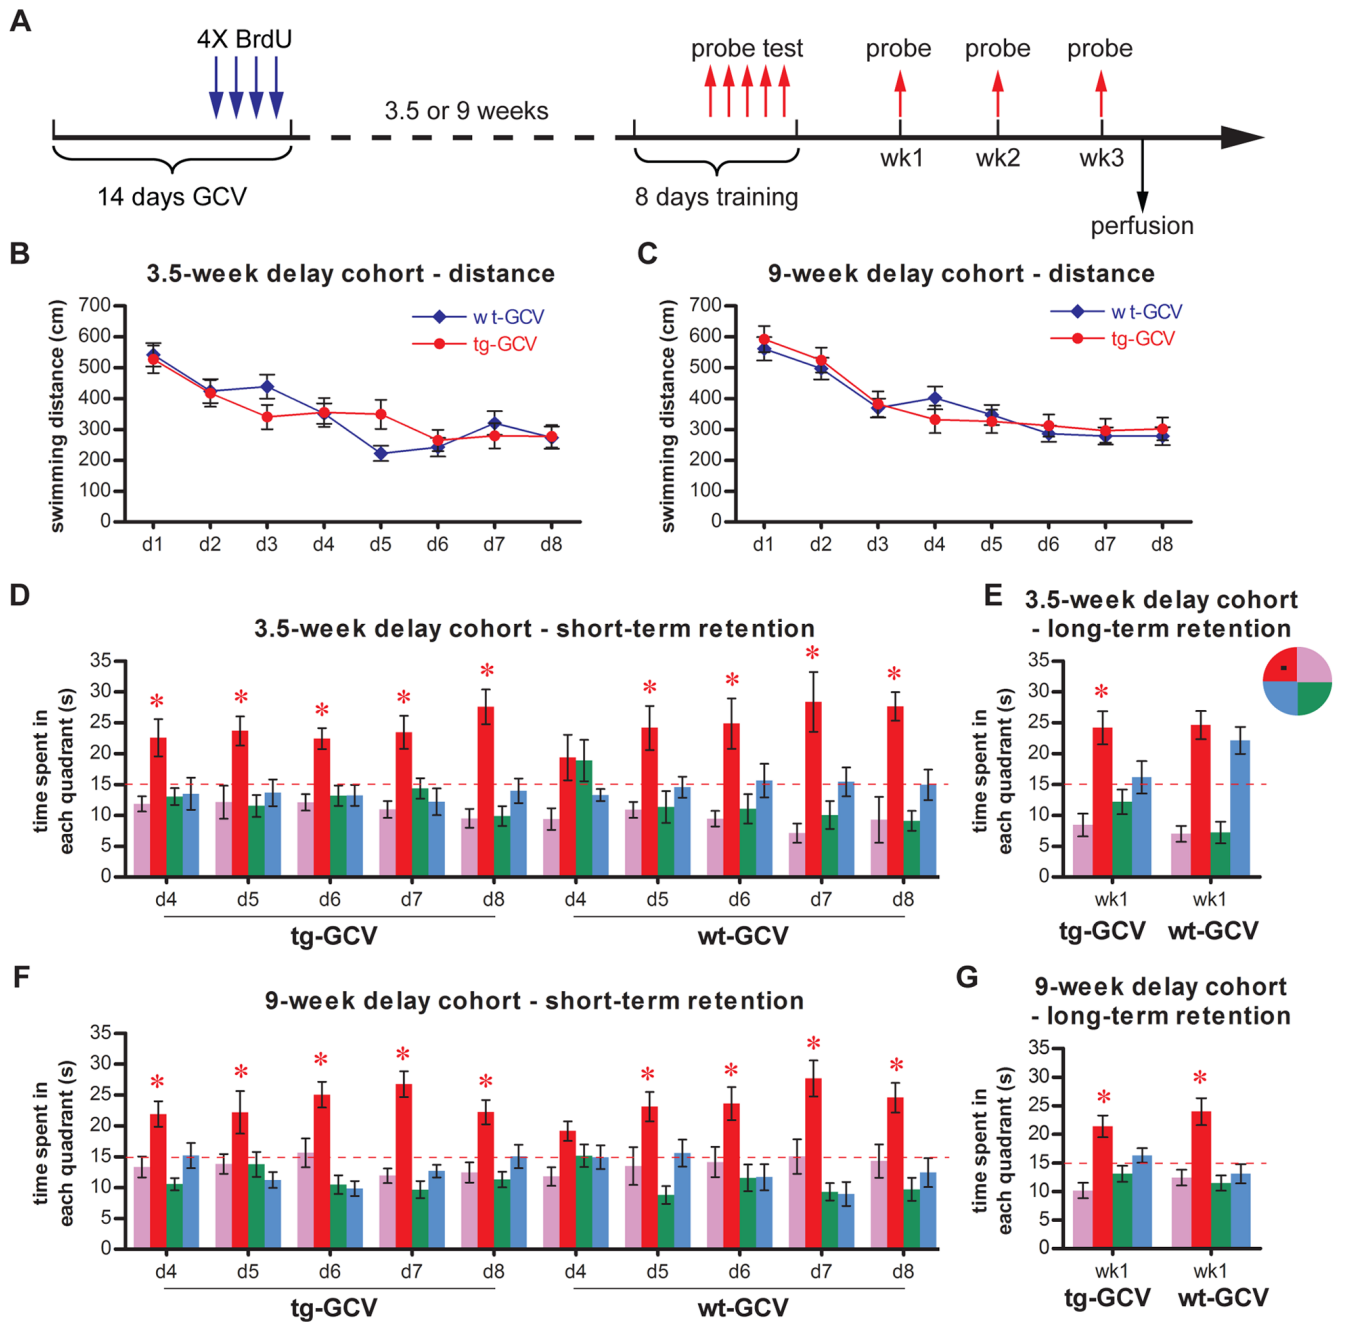 A
4X BrdU
3.5 or 9 weeks
probe test
probe
probe
probe
14 days GCV
8 days training
wk1
wk2
wk3
perfusion
B
3.5-week delay cohort - distance
swimming distance (cm)
700
600
500
400
300
200
100
0
wt-GCV
tg-GCV
d1
d2
d3
d4
d5
d6
d7
d8
C
9-week delay cohort - distance
swimming distance (cm)
700
600
500
400
300
200
100
0
wt-GCV
tg-GCV
d1
d2
d3
d4
d5
d6
d7
d8
D
3.5-week delay cohort - short-term retention
time spent in
each quadrant (s)
35
30
25
20
15
10
5
0
* * * * * * * * *
d4
d5
d6
d7
d8
d4
d5
d6
d7
d8
tg-GCV
wt-GCV
E
3.5-week delay cohort
- long-term retention
time spent in
each quadrant (s)
35
30
25
20
15
10
5
0
*
wk1
wk1
tg-GCV
wt-GCV
F
9-week delay cohort - short-term retention
time spent in
each quadrant (s)
35
30
25
20
15
10
5
0
* * * * * * * * *
d4
d5
d6
d7
d8
d4
d5
d6
d7
d8
tg-GCV
wt-GCV
G
9-week delay cohort
- long-term retention
time spent in
each quadrant (s)
35
30
25
20
15
10
5
0
* *
wk1
wk1
tg-GCV
wt-GCV